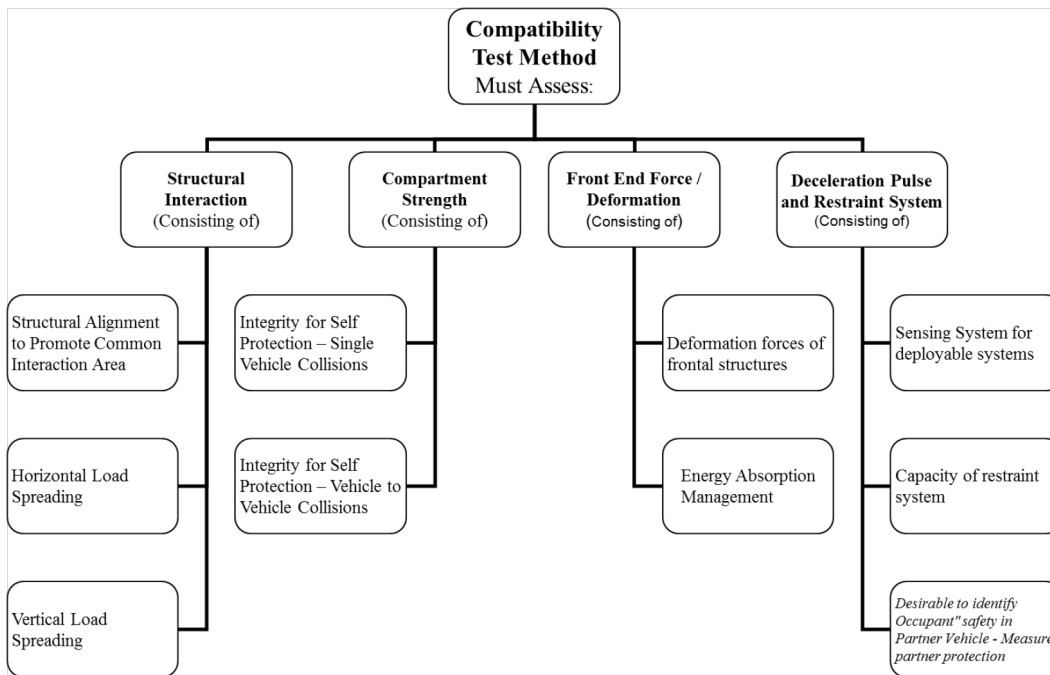 Compatibility
Test Method
Must Assess:
Structural
Interaction
(Consisting of)
Compartment
Strength
(Consisting of)
Front End Force /
Deformation
(Consisting of)
Deceleration Pulse
and Restraint System
(Consisting of)
Structural Alignment
to Promote Common
Interaction Area
Integrity for Self
Protection – Single
Vehicle Collisions
Deformation forces of
frontal structures
Sensing System for
deployable systems
Horizontal Load
Spreading
Integrity for Self
Protection – Vehicle to
Vehicle Collisions
Energy Absorption
Management
Capacity of restraint
system
Vertical Load
Spreading
Desirable to identify
Occupant" safety in
Partner Vehicle - Measure
partner protection